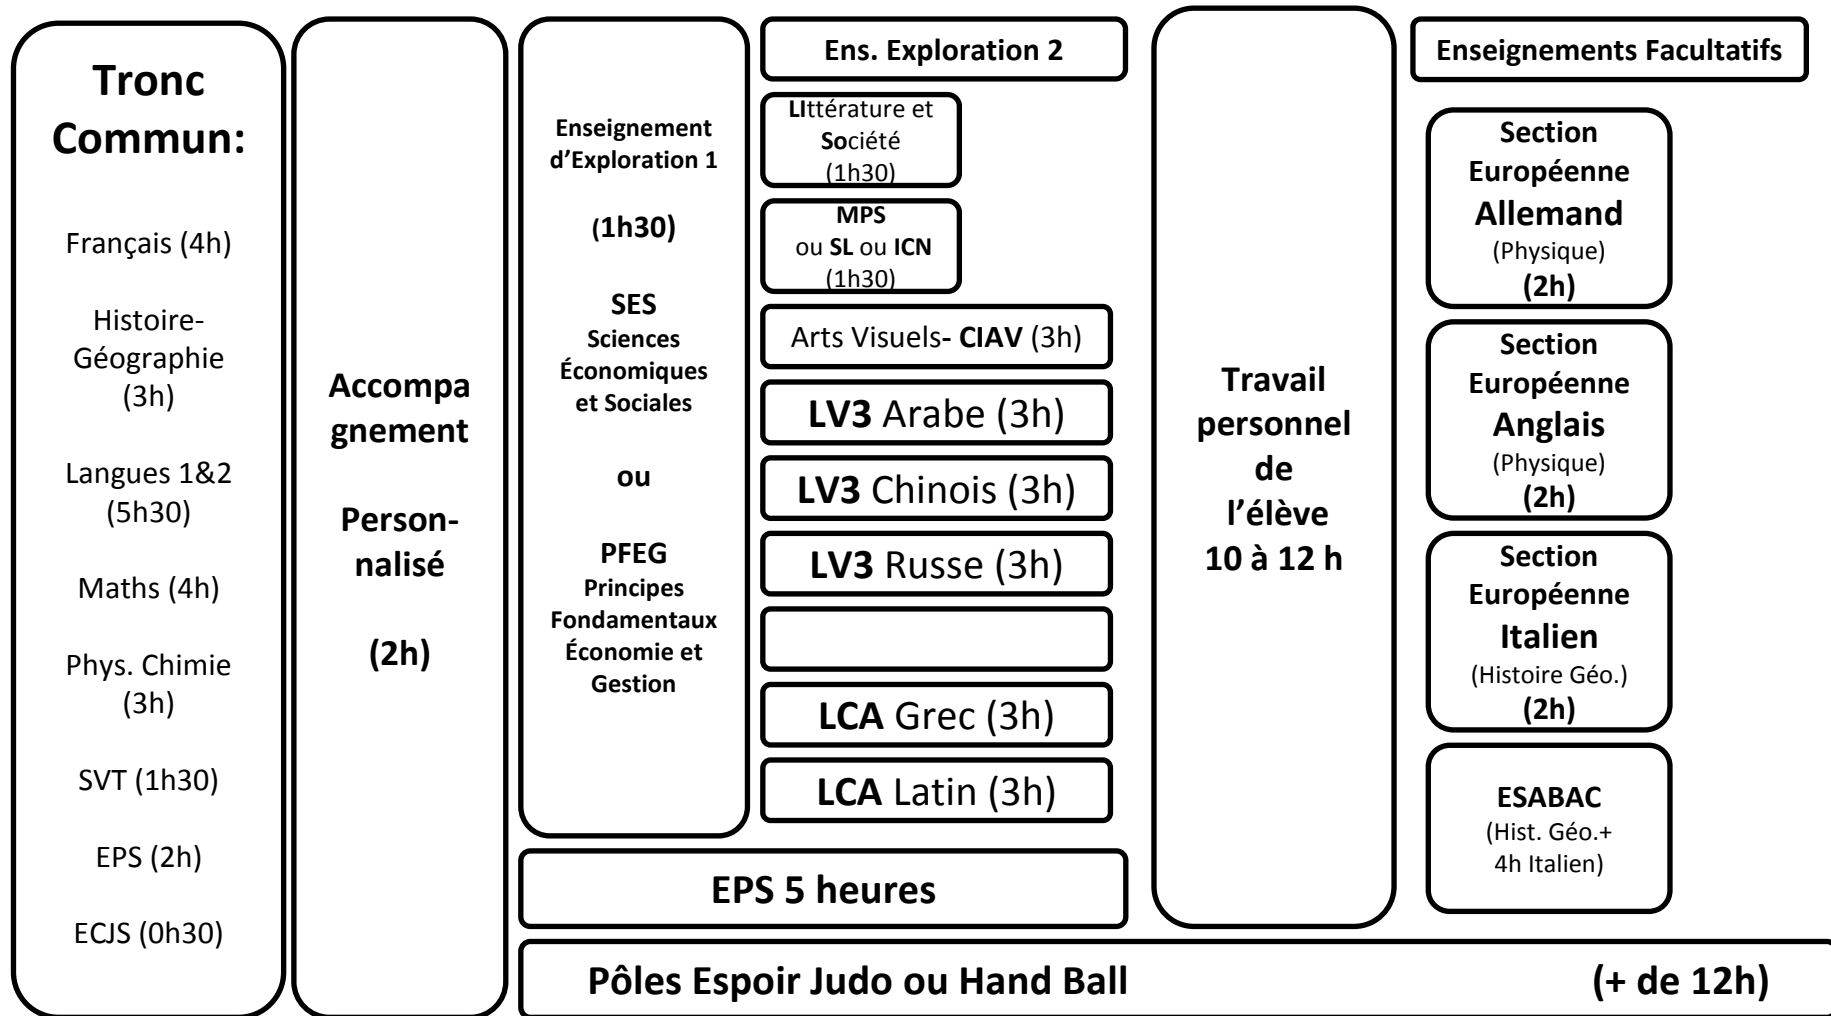 Tronc
Commun:
Français (4h)
Histoire-
Géographie
(3h)
Langues 1&2
(5h30)
Maths (4h)
Phys. Chimie
(3h)
SVT (1h30)
EPS (2h)
ECJS (0h30)
Accompa
gnement
Person-
nalisé
(2h)
Enseignement
d’Exploration 1
(1h30)
SES
Sciences
Économiques
et Sociales
ou
PFEG
Principes
Fondamentaux
Économie et
Gestion
Ens. Exploration 2
LIttérature et
Société
(1h30)
MPS
ou SL ou ICN
(1h30)
Arts Visuels- CIAV (3h)
LV3 Arabe (3h)
LV3 Chinois (3h)
LV3 Russe (3h)
LCA Grec (3h)
LCA Latin (3h)
EPS 5 heures
Travail
personnel
de
l’élève
10 à 12 h
Enseignements Facultatifs
Section
Européenne
Allemand
(Physique)
(2h)
Section
Européenne
Anglais
(Physique)
(2h)
Section
Européenne
Italien
(Histoire Géo.)
(2h)
ESABAC
(Hist. Géo.+
4h Italien)
Pôles Espoir Judo ou Hand Ball (+ de 12h)